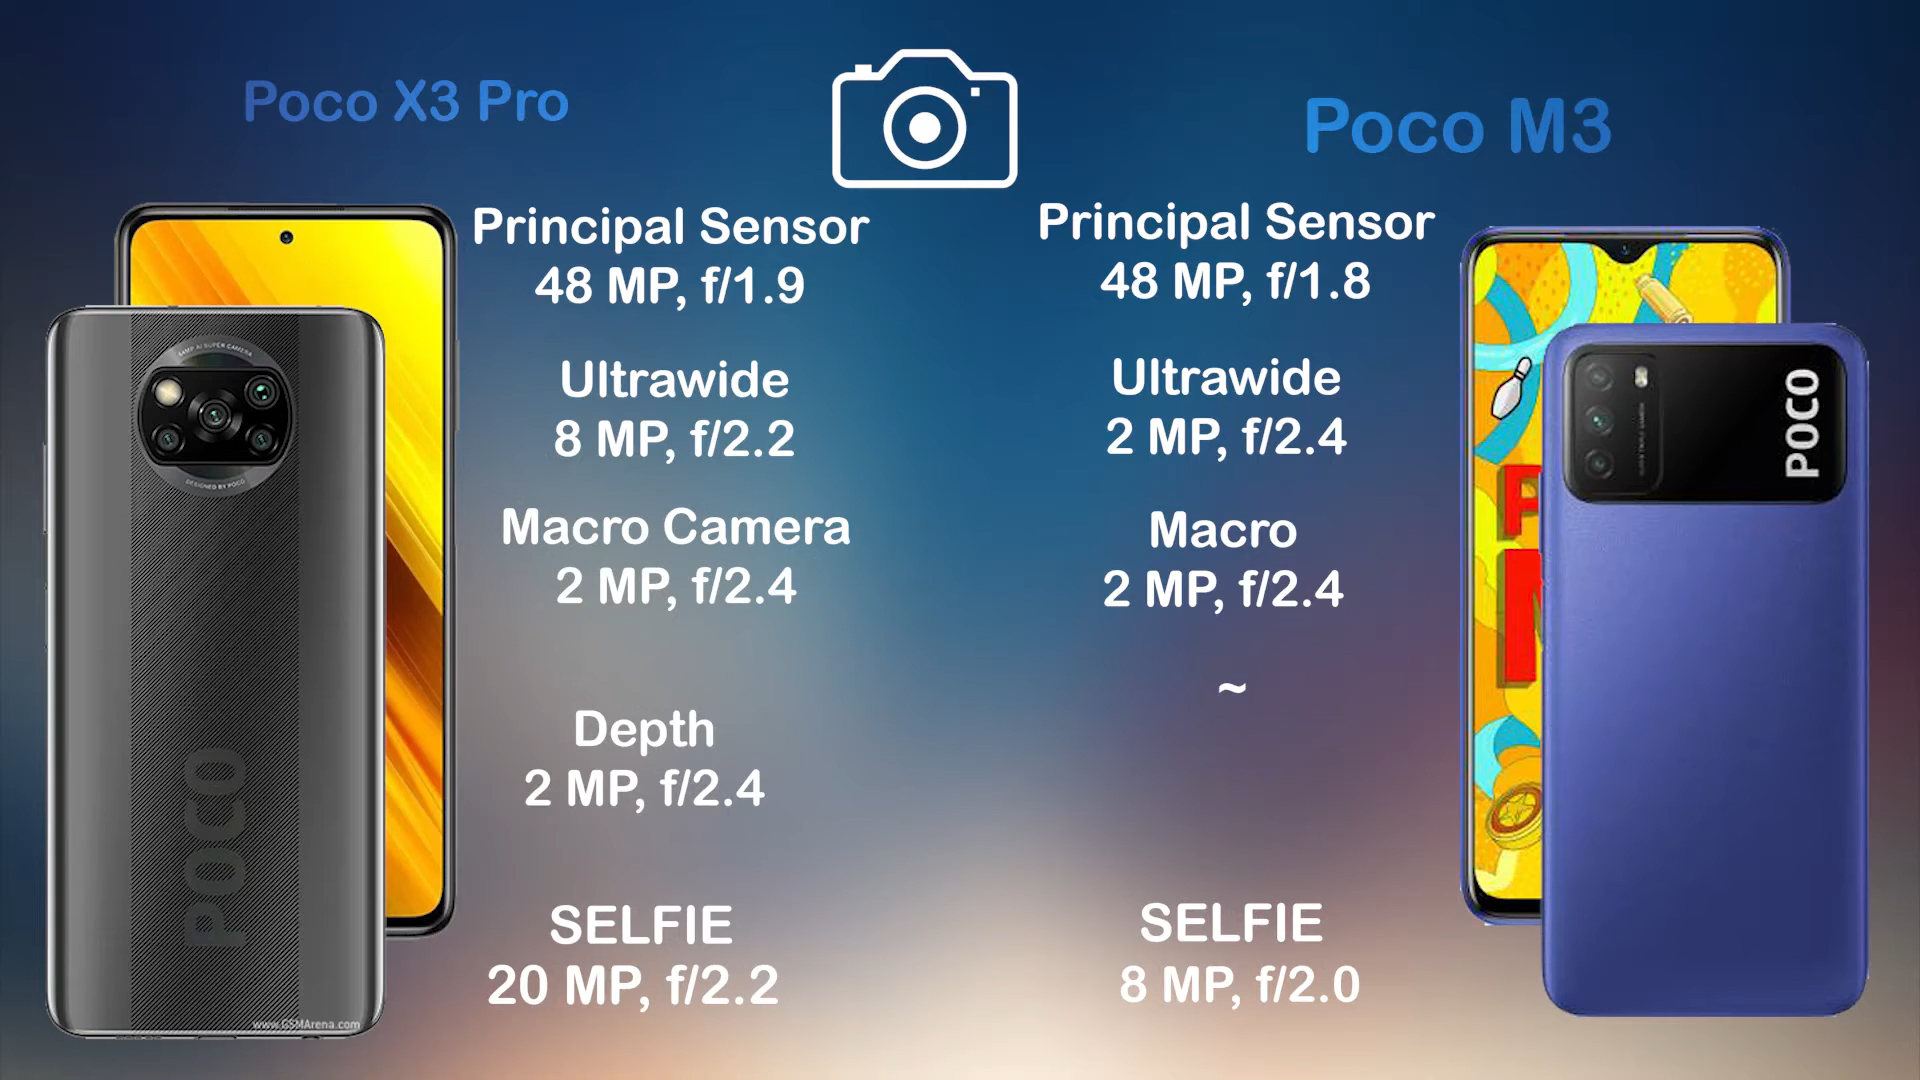 Poco X3 Pro
Principal Sensor
48 MP, f/1.9
Ultrawide
8 MP, f/2.2
Macro Camera
2 MP, f/2.4
Depth
2 MP, f/2.4
SELFIE
20 MP, f/2.2
Poco M3
Principal Sensor
48 MP, f/1.8
Ultrawide
2 MP, f/2.4
Macro
2 MP, f/2.4
~
SELFIE
8 MP, f/2.0
DESIGNED BY POCO
POCO
www.GSMArena.com
POCO